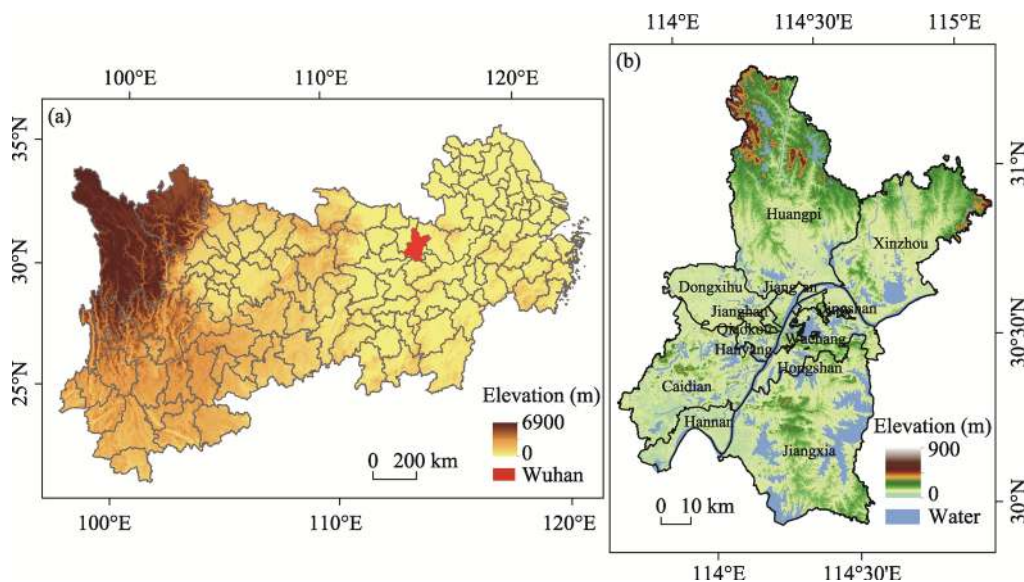 100°E
110°E
120°E
(a)
35°N
30°N
25°N
Elevation (m)
6900
0
0 200 km
Wuhan
100°E
110°E
120°E
114°E
114°30'E
115°E
(b)
31°N
30°30'N
30°N
Huangpi
Xinzhou
Dongxihu
Jiang'an
Jianghan
Qingshan
Qiaokou
Wuchang
Hanyang
Hongshan
Caidian
Hannan
Jiangxia
Elevation (m)
900
0
0 10 km
Water
114°E
114°30'E